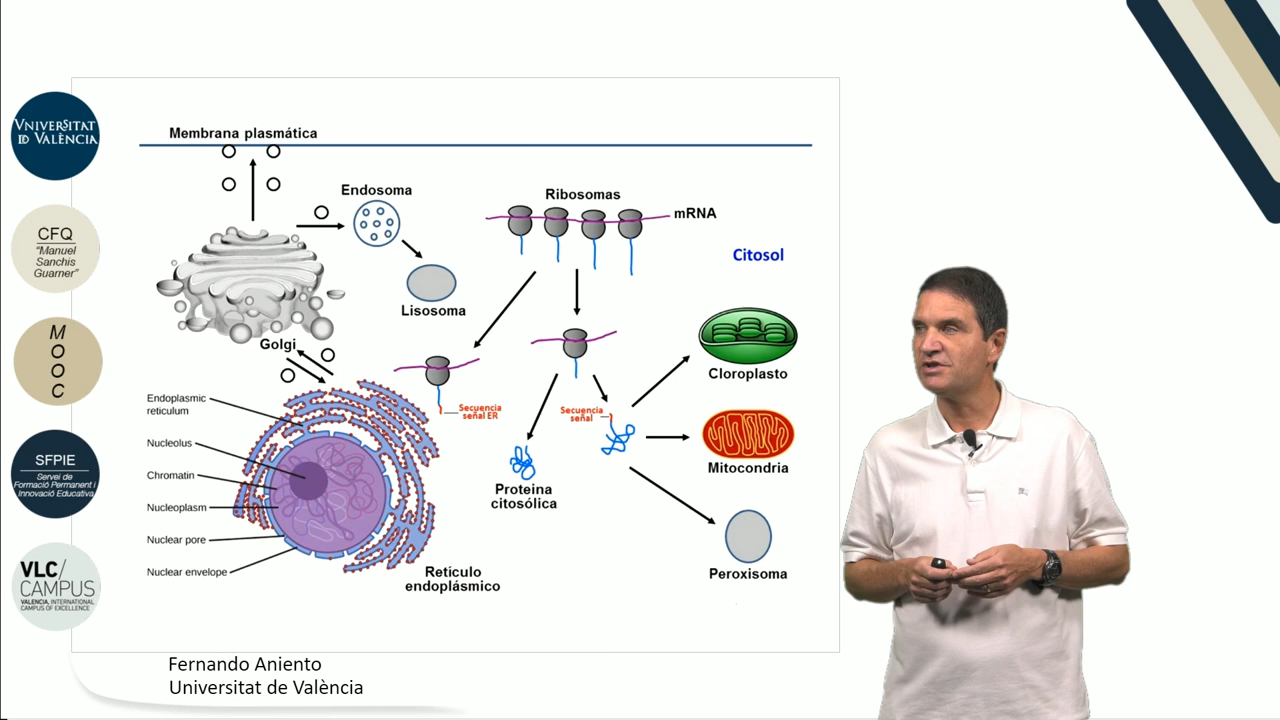 VNIVERSITAT
ID VALÈNCIA
CFQ
"Manuel
Sanchis
Guarner"
M
O
O
C
SFPIE
Servei de
Formació Permanent i
Innovació Educativa
VLC/
CAMPUS
VALENCIA, INTERNATIONAL
CAMPUS OF EXCELLENCE
Membrana plasmática
Endosoma
Lisosoma
Golgi
Ribosomas
mRNA
Citosol
Secuencia
señal ER
Secuencia
señal
Cloroplasto
Mitocondria
Peroxisoma
Proteina
citosólica
Endoplasmic
reticulum
Nucleolus
Chromatin
Nucleoplasm
Nuclear pore
Nuclear envelope
Retículo
endoplásmico
Fernando Aniento
Universitat de València